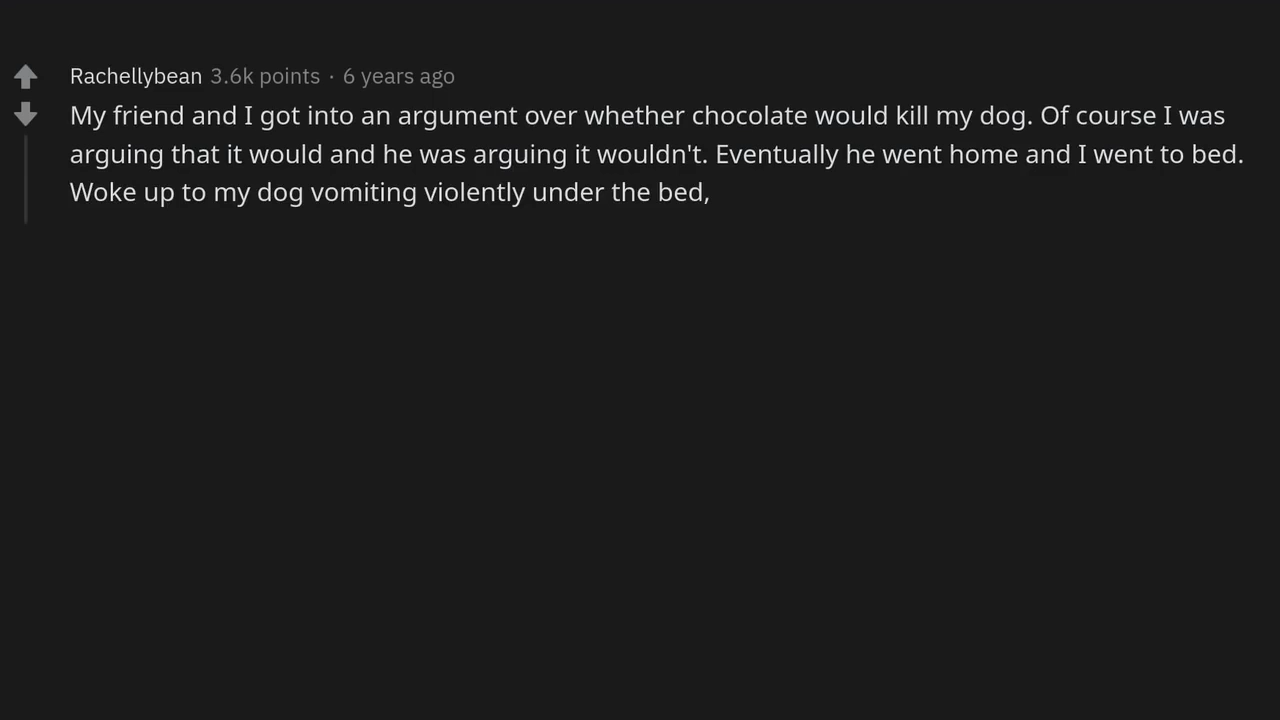 Rachellybean 3.6k points · 6 years ago
My friend and I got into an argument over whether chocolate would kill my dog. Of course I was
arguing that it would and he was arguing it wouldn't. Eventually he went home and I went to bed.
Woke up to my dog vomiting violently under the bed,